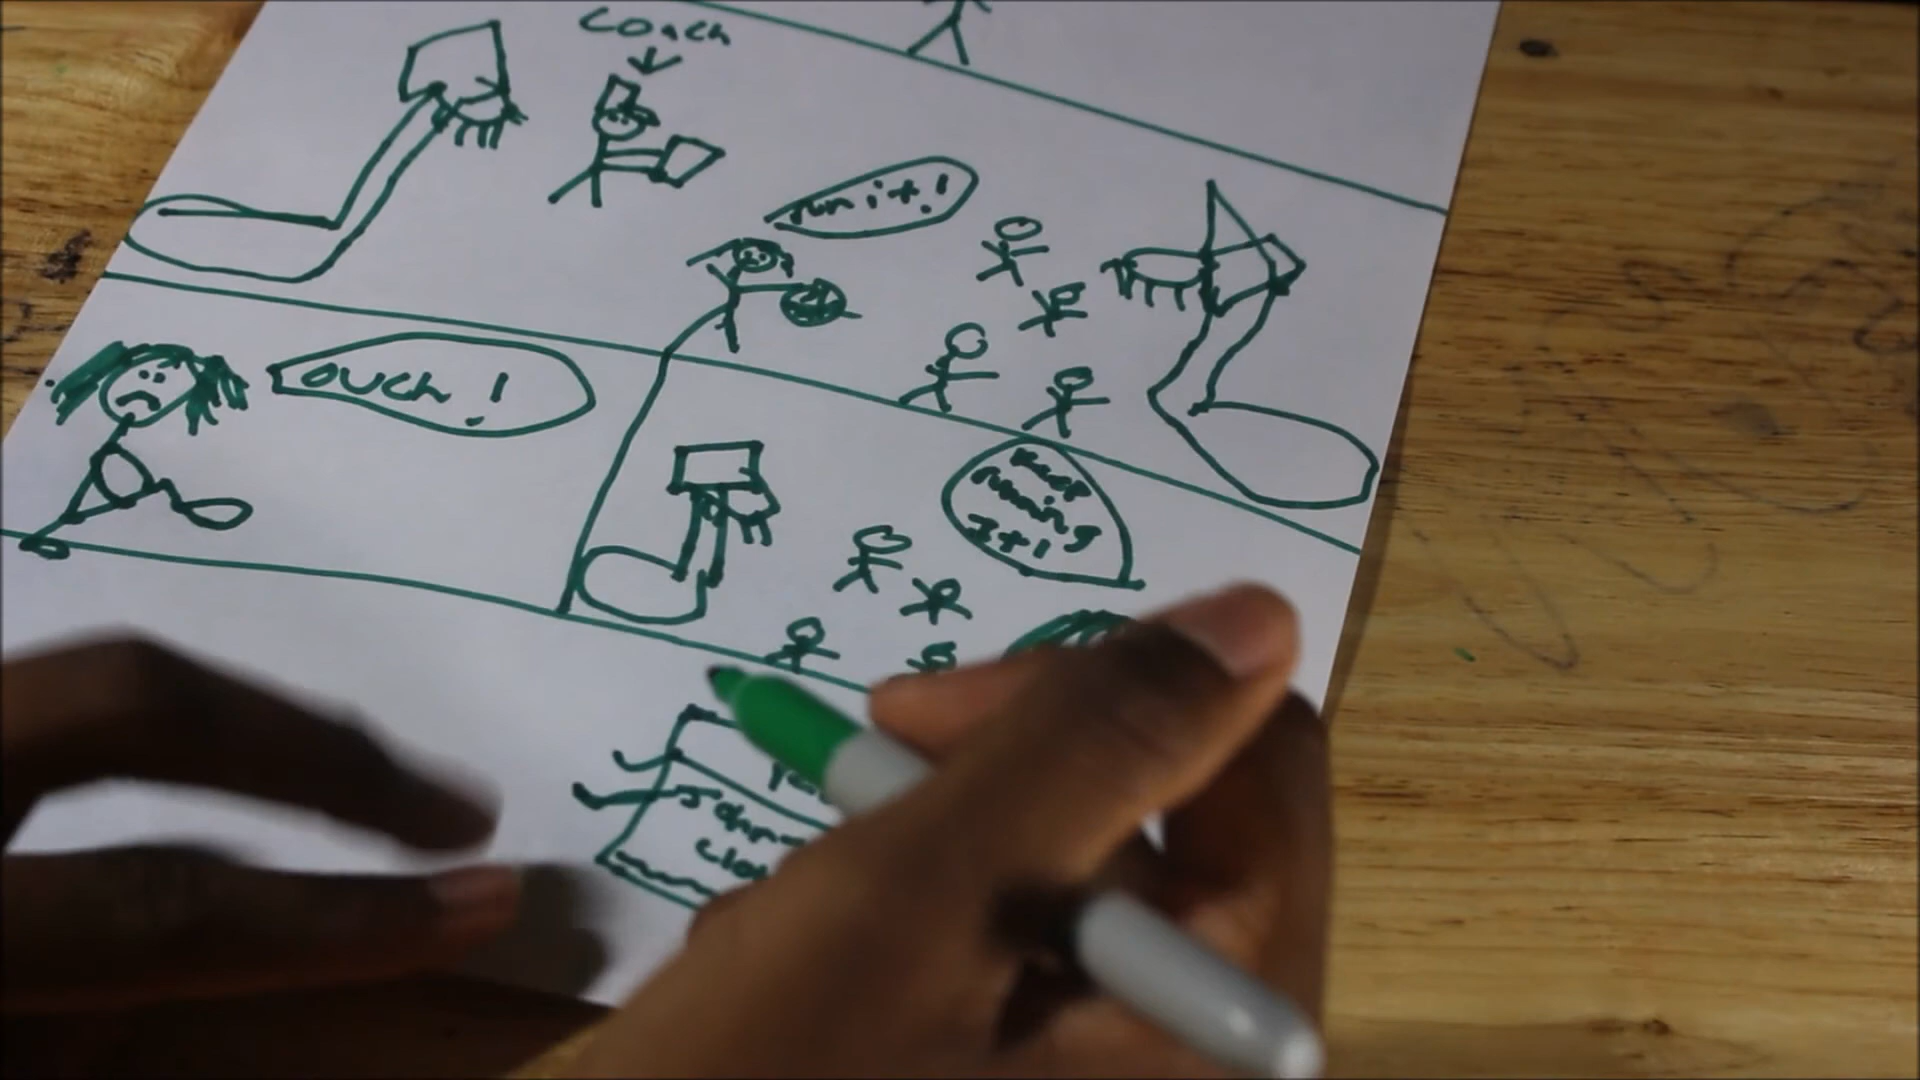 Coach
run it!
ouch!
keep
running
It!